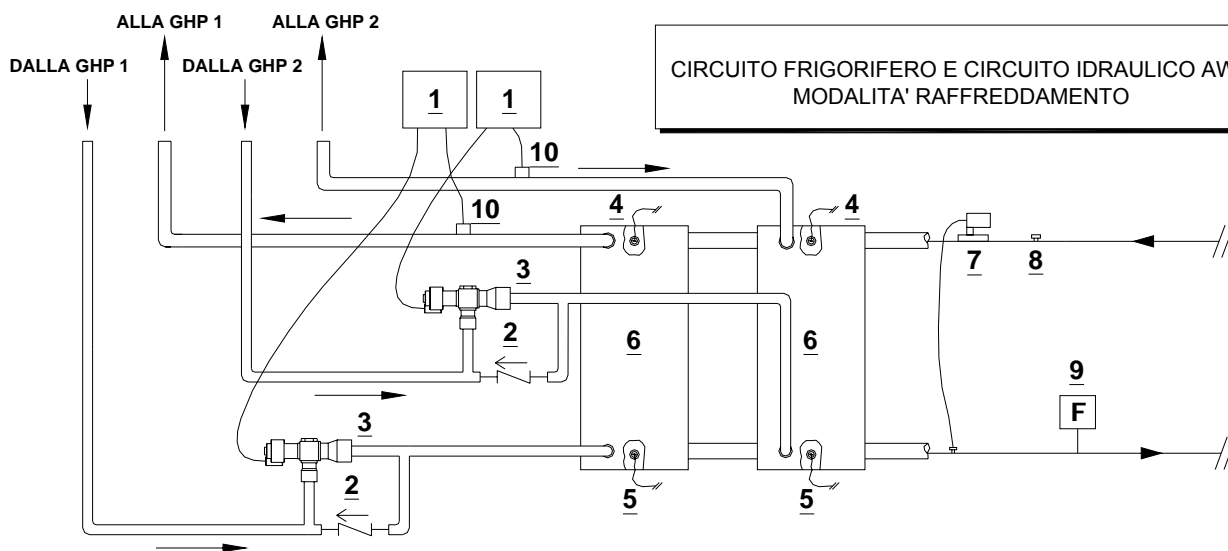 ALLA GHP 1
ALLA GHP 2
DALLA GHP 1
DALLA GHP 2
CIRCUITO FRIGORIFERO E CIRCUITO IDRAULICO AW
MODALITA' RAFFREDDAMENTO
1
1
10
10
4
4
3
7
8
2
6
6
9
F
3
2
5
5